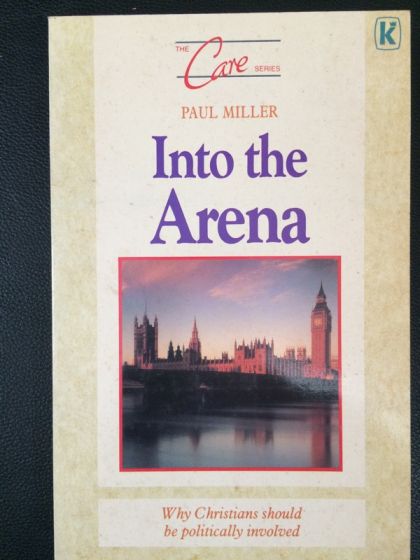 K
THE Care SERIES
PAUL MILLER
Into the
Arena
Why Christians should
be politically involved